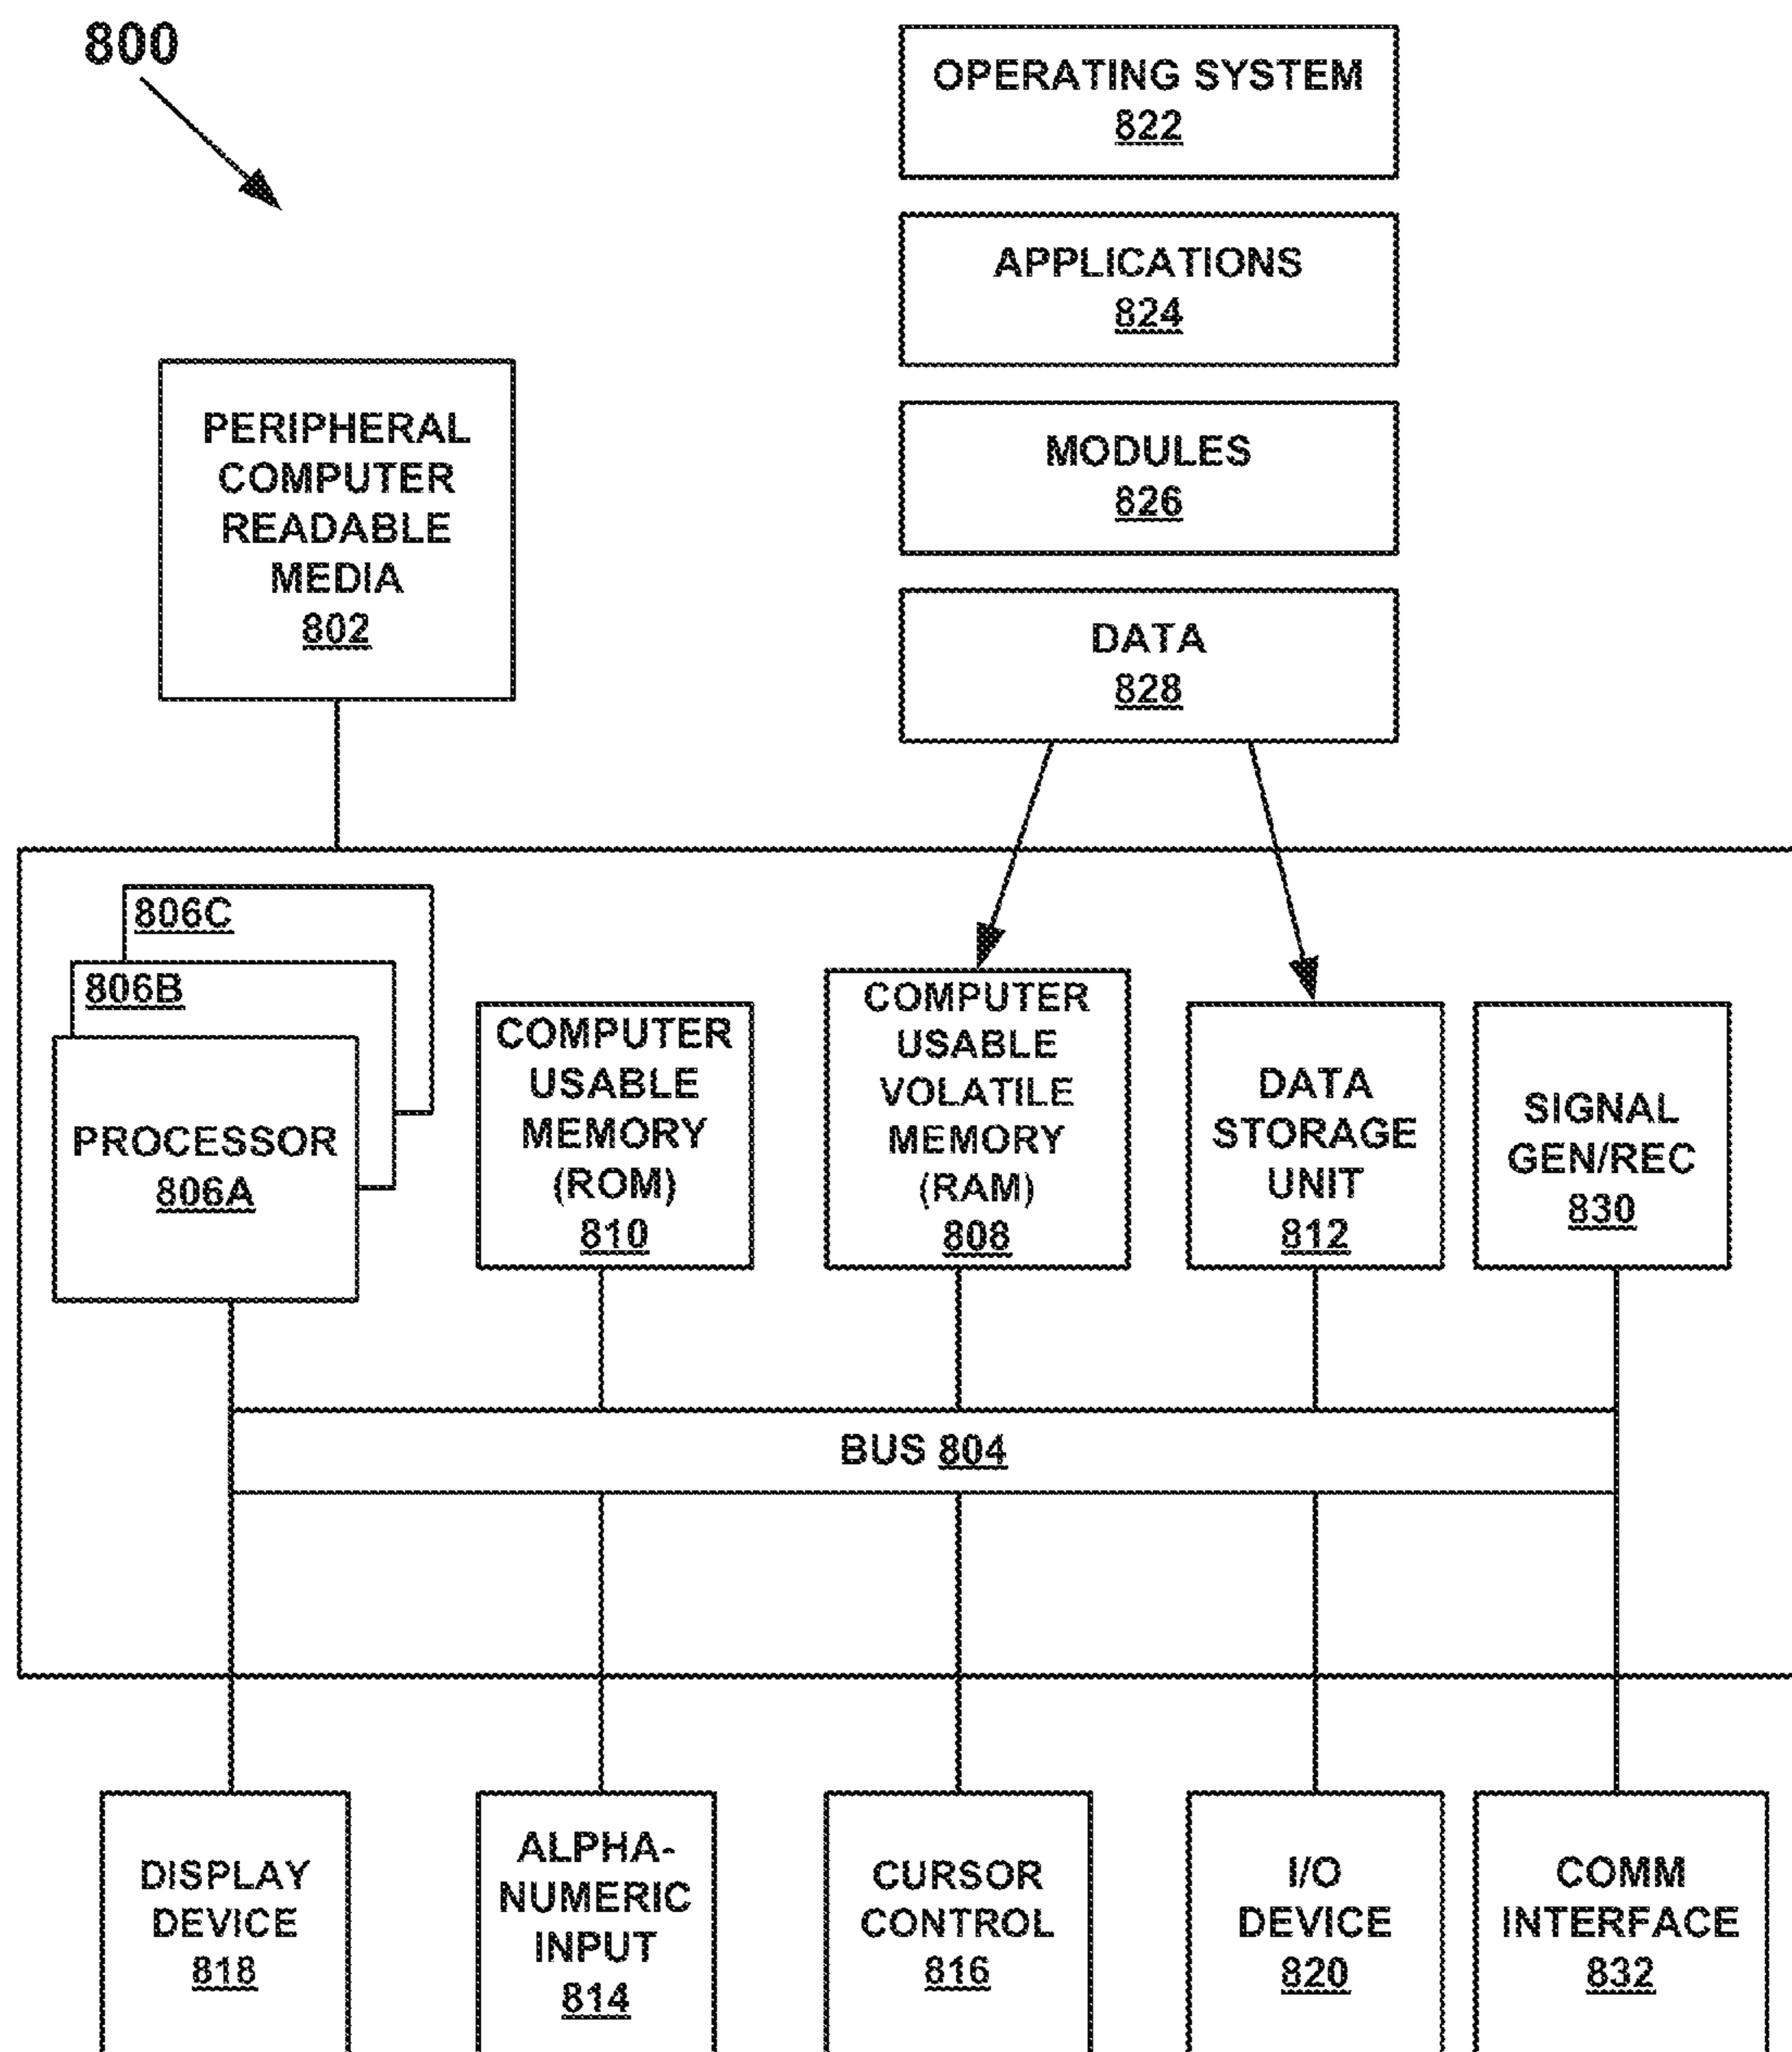 800
OPERATING SYSTEM
822
APPLICATIONS
824
MODULES
826
DATA
828
PERIPHERAL
COMPUTER
READABLE
MEDIA
802
806C
806B
PROCESSOR
806A
COMPUTER
USABLE
MEMORY
(ROM)
810
COMPUTER
USABLE
VOLATILE
MEMORY
(RAM)
808
DATA
STORAGE
UNIT
812
SIGNAL
GEN/REC
830
BUS 804
DISPLAY
DEVICE
818
ALPHA-
NUMERIC
INPUT
814
CURSOR
CONTROL
816
I/O
DEVICE
820
COMM
INTERFACE
832